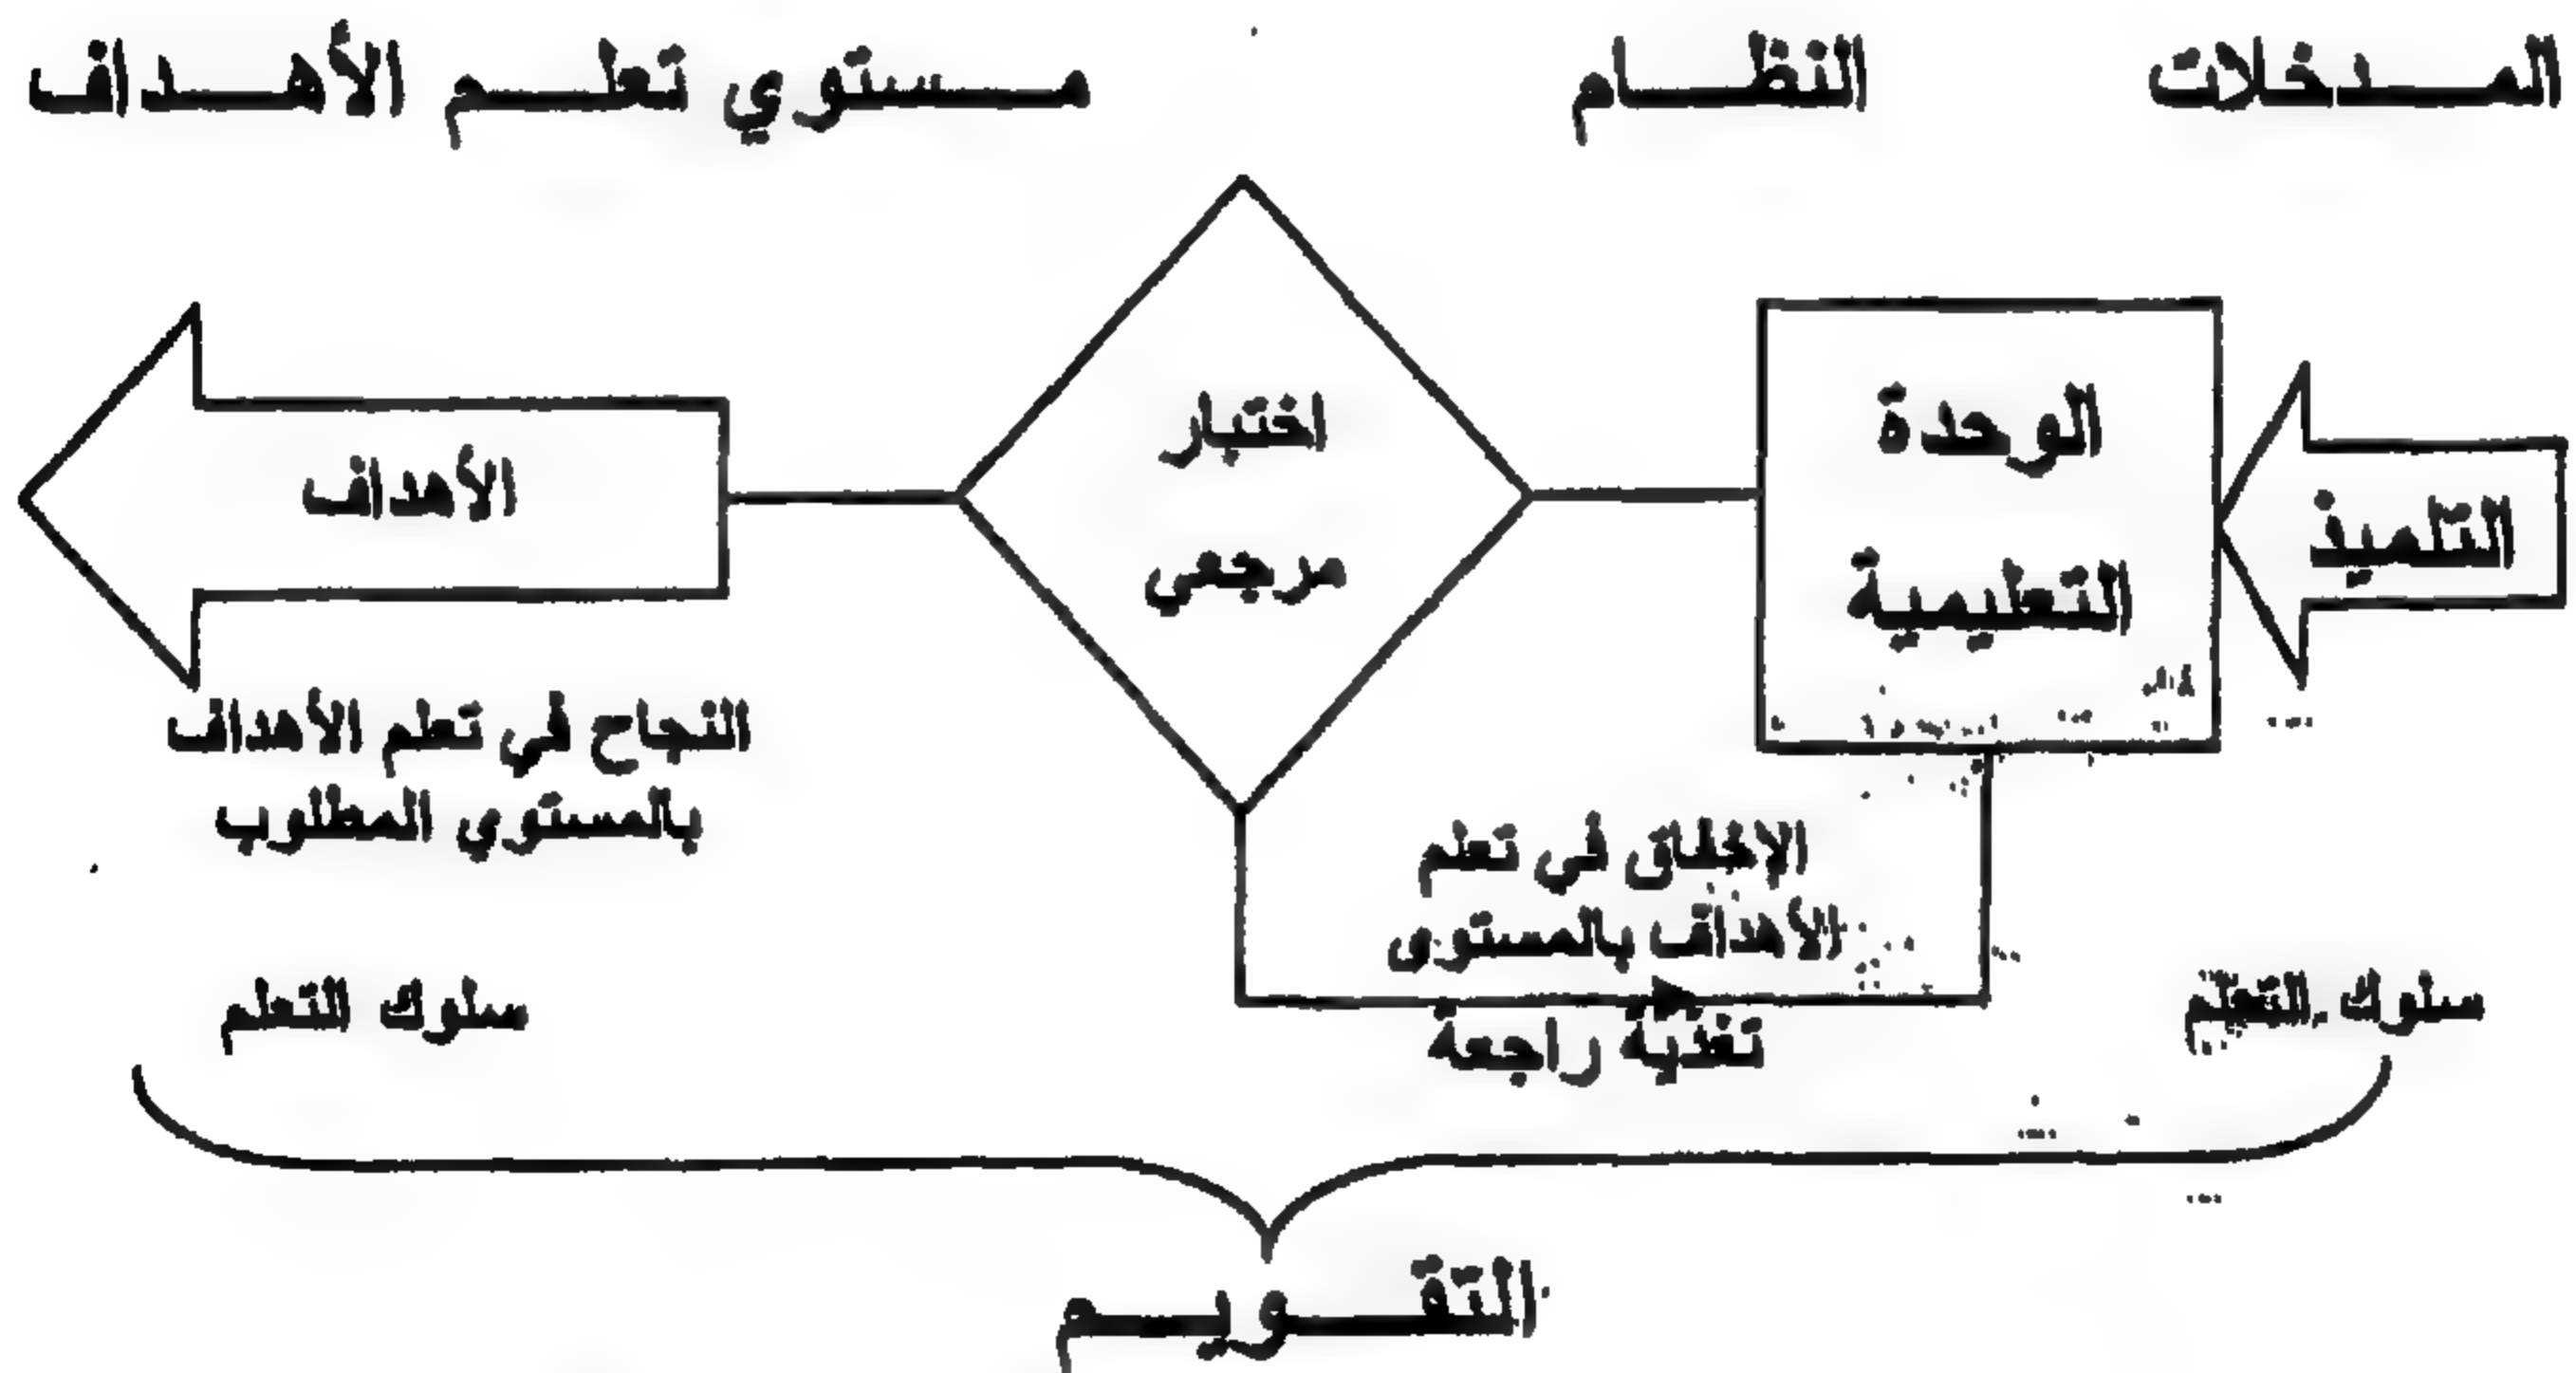 المدخلات
النظام
مستوي تعلم الأهداف
التلميذ
الوحدة
التعليمية
اختبار
مرجعي
الأهداف
النجاح في تعلم الأهداف
بالمستوي المطلوب
الإخفاق في تعلم
الأهداف بالمستوى
تغذية راجعة
سلوك التعلم
سلوك التعلم
التقويم